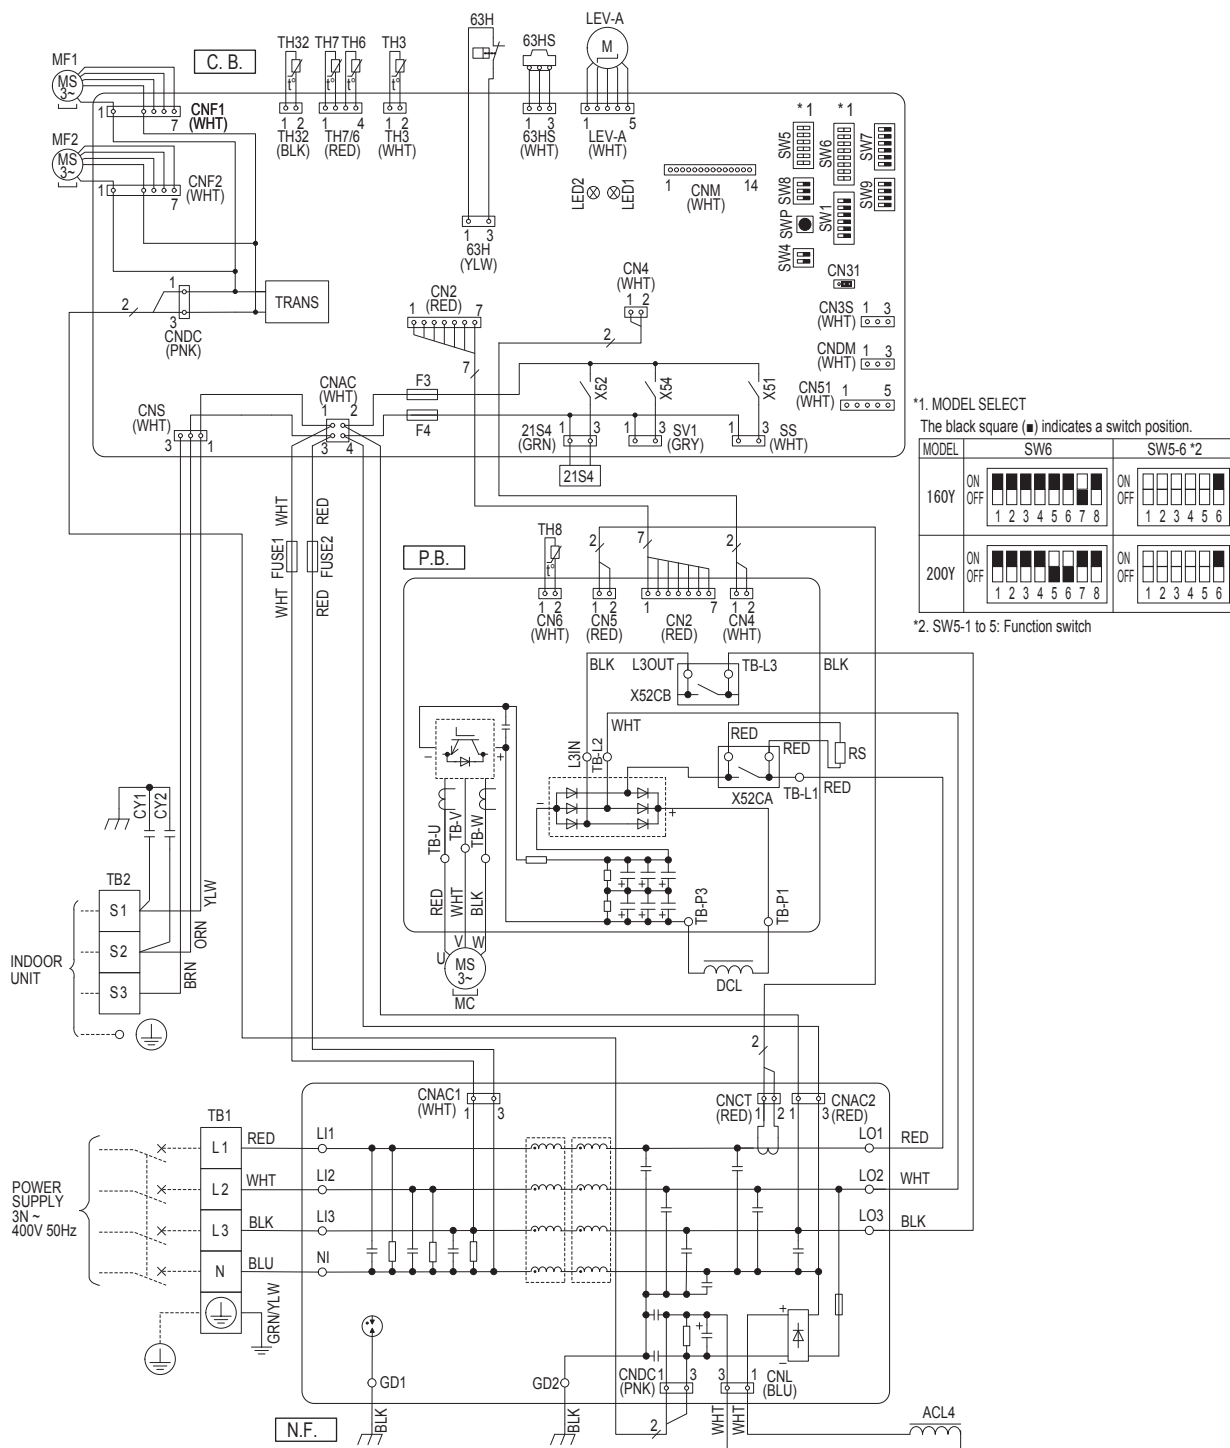 63H
LEV-A
M
63HS
TH32 TH7 TH6 TH3
t° t° t° t°
C. B.
MF1
MS
3~
1
7
CNF1
(WHT)
MF2
MS
3~
1
7
CNF2
(WHT)
1 2
TH32
(BLK)
1 4
TH7/6
(RED)
1 2
TH3
(WHT)
1 3
63HS
(WHT)
1 5
LEV-A
(WHT)
*1 *1
SW5
SW6
SW7
SW8
SW9
SWP
SW1
SW4
LED2
LED1
1 14
CNM
(WHT)
1 3
63H
(YLW)
CN31
CN3S
(WHT)
1 3
CNDM
(WHT)
1 3
CN51
(WHT)
1 5
CN4
(WHT)
1 2
2
CN2
(RED)
1 7
7
TRANS
1
2
3
CNDC
(PNK)
CNAC
(WHT)
1 2
3 4
F3
F4
X52
X54
X51
CNS
(WHT)
3 1
21S4
(GRN)
1 3
1 3
SV1
(GRY)
1 3
SS
(WHT)
21S4
*1. MODEL SELECT
The black square (■) indicates a switch position.
MODEL SW6 SW5-6 *2
160Y
ON
OFF
1 2 3 4 5 6 7 8
ON
OFF
1 2 3 4 5 6
200Y
ON
OFF
1 2 3 4 5 6 7 8
ON
OFF
1 2 3 4 5 6
*2. SW5-1 to 5: Function switch
WHT
RED
FUSE1
FUSE2
WHT
RED
P.B.
TH8
t°
2
7
2
1 2
CN6
(WHT)
1 2
CN5
(RED)
1 7
CN2
(RED)
1 2
CN4
(WHT)
BLK
L3OUT
TB-L3
BLK
X52CB
WHT
L3IN
TB-L2
RED
RED
RS
X52CA
TB-L1
RED
− +
− +
TB-U
TB-V
TB-W
RED
WHT
BLK
+ + +
+ + +
TB-P3
TB-P1
DCL
U
V
W
MS
3~
MC
CY1
CY2
TB2
S1
S2
S3
YLW
ORN
BRN
INDOOR
UNIT
2
CNAC1
(WHT)
1 3
CNCT
(RED)
1 2
1 3
CNAC2
(RED)
TB1
L1
RED
LI1
LO1
RED
L2
WHT
LI2
LO2
WHT
L3
BLK
LI3
LO3
BLK
N
BLU
NI
POWER
SUPPLY
3N ~
400V 50Hz
GRN/YLW
+
+
−
GD1
BLK
GD2
BLK
CNDC
(PNK)
1 3
3 1
CNL
(BLU)
2
WHT
WHT
N.F.
ACL4